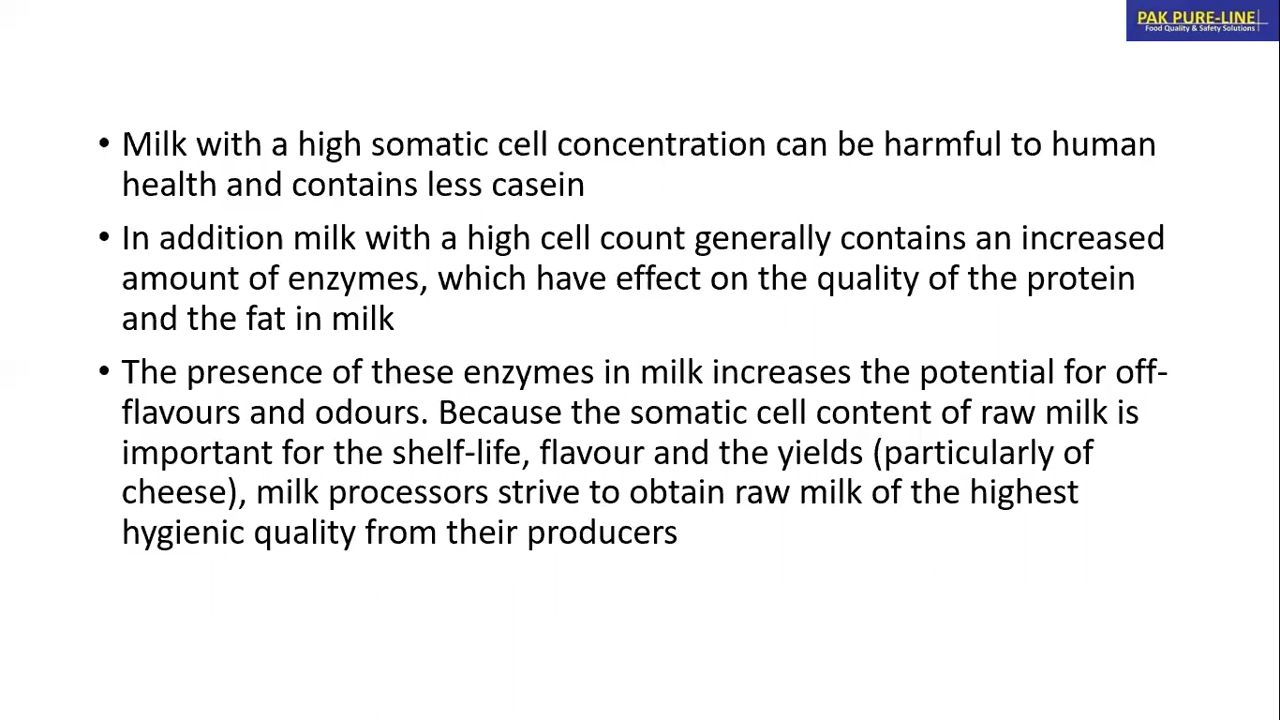 PAK PURE-LINE
Food Quality & Safety Solutions
• Milk with a high somatic cell concentration can be harmful to human
health and contains less casein
• In addition milk with a high cell count generally contains an increased
amount of enzymes, which have effect on the quality of the protein
and the fat in milk
• The presence of these enzymes in milk increases the potential for off-
flavours and odours. Because the somatic cell content of raw milk is
important for the shelf-life, flavour and the yields (particularly of
cheese), milk processors strive to obtain raw milk of the highest
hygienic quality from their producers